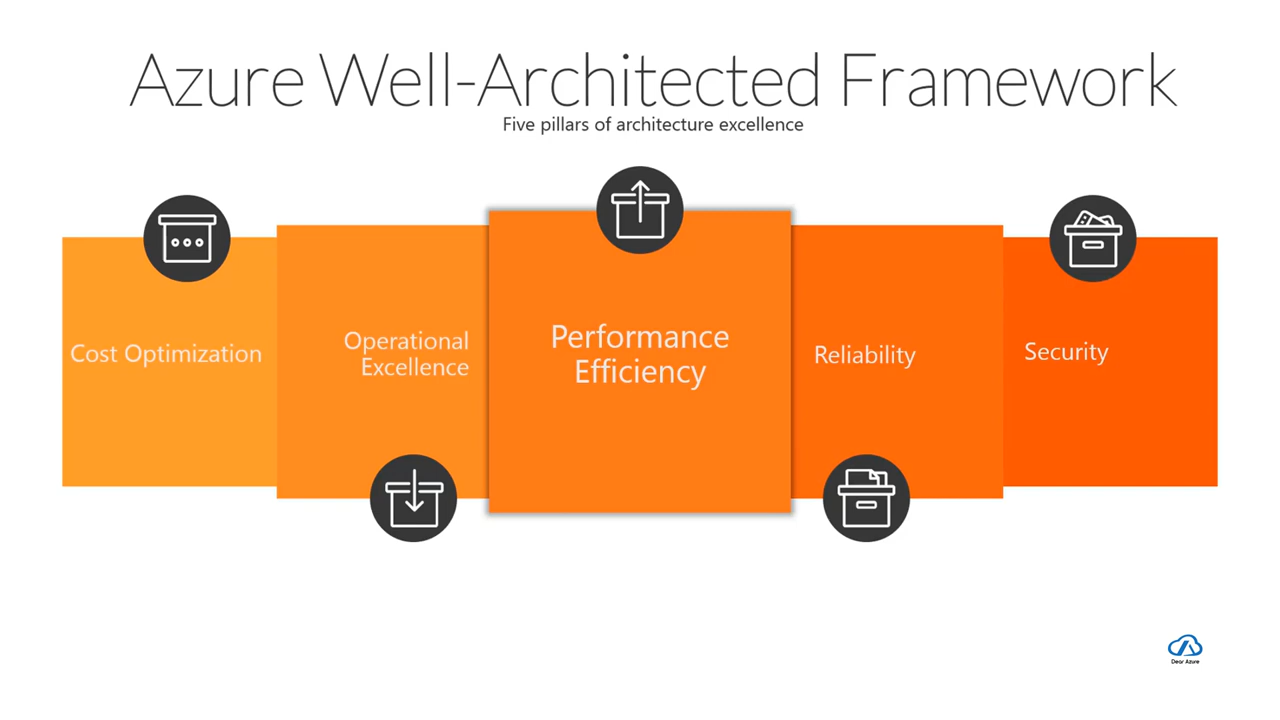 Azure Well-Architected Framework
Five pillars of architecture excellence
Cost Optimization
Operational
Excellence
Performance
Efficiency
Reliability
Security
Dear Azure